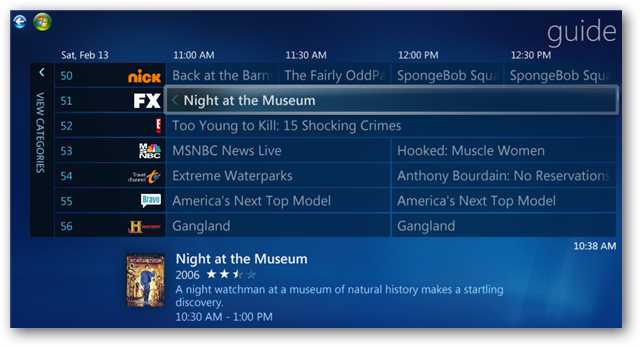 guide
Sat, Feb 13 11:00 AM 11:30 AM 12:00 PM 12:30 PM
VIEW CATEGORIES
50 nick Back at the Barn The Fairly OddPa SpongeBob Squa SpongeBob Squa
51 FX Night at the Museum
52 E Too Young to Kill: 15 Shocking Crimes
53 MSNBC MSNBC News Live Hooked: Muscle Women
54 Travel channel Extreme Waterparks Anthony Bourdain: No Reservations
55 Bravo America's Next Top Model America's Next Top Model
56 H HISTORY Gangland Gangland
10:38 AM
Night at the Museum
2006
A night watchman at a museum of natural history makes a startling
discovery.
10:30 AM - 1:00 PM